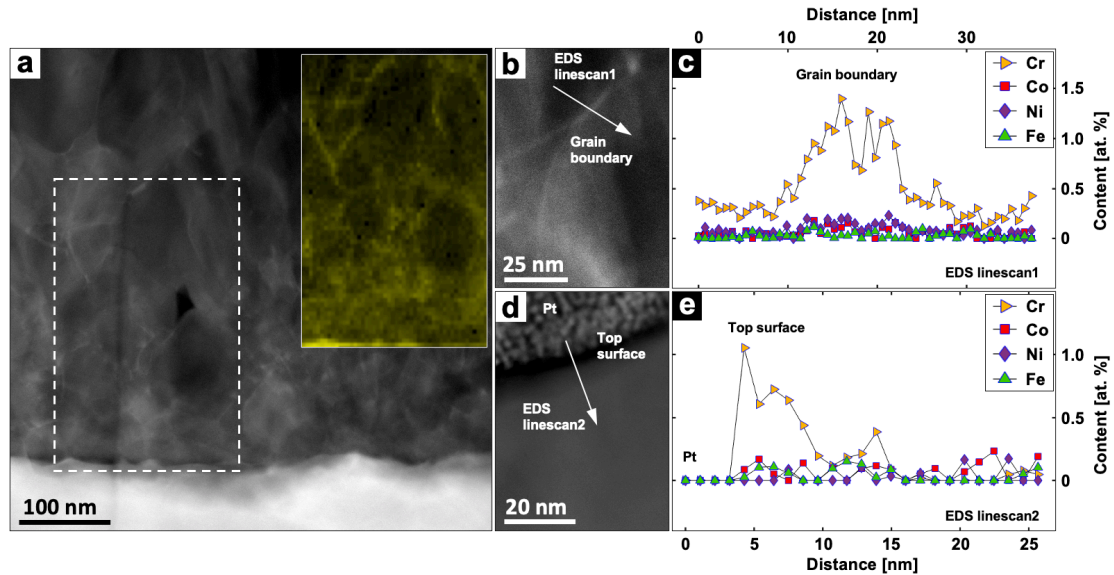 a
100 nm
b
EDS
linescan1
Grain
boundary
25 nm
Distance [nm]
0 10 20 30
c
Grain boundary
Cr
Co
Ni
Fe
1.5
1.0
0.5
0
Content [at. %]
EDS linescan1
d
Pt
Top
surface
EDS
linescan2
20 nm
e
Top surface
Cr
Co
Ni
Fe
Pt
1.0
0.5
0
Content [at. %]
EDS linescan2
0 5 10 15 20 25
Distance [nm]